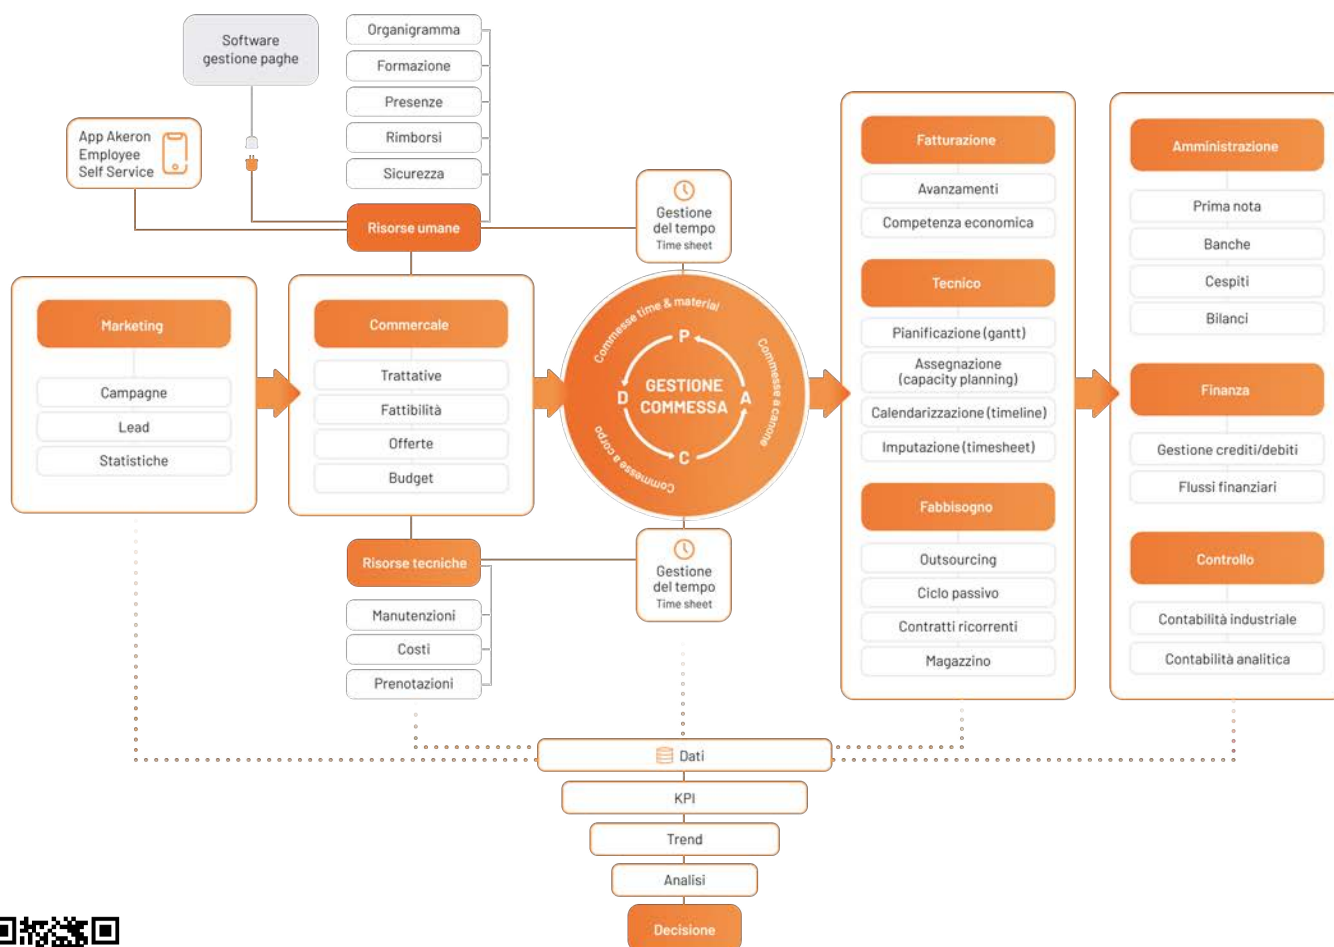 Software
gestione paghe
Organigramma
Formazione
Presenze
Rimborsi
Sicurezza
App Akeron
Employee
Self Service
Risorse umane
Gestione
del tempo
Time sheet
Marketing
Campagne
Lead
Statistiche
Commerciale
Trattative
Fattibilità
Offerte
Budget
Risorse tecniche
Manutenzioni
Costi
Prenotazioni
Commesse time & material
Commesse a canone
Commesse a corpo
P
D
A
C
GESTIONE
COMMESSA
Gestione
del tempo
Time sheet
Fatturazione
Avanzamenti
Competenza economica
Tecnico
Pianificazione (gantt)
Assegnazione
(capacity planning)
Calendarizzazione (timeline)
Imputazione (timesheet)
Fabbisogno
Outsourcing
Ciclo passivo
Contratti ricorrenti
Magazzino
Amministrazione
Prima nota
Banche
Cespiti
Bilanci
Finanza
Gestione crediti/debiti
Flussi finanziari
Controllo
Contabilità industriale
Contabilità analitica
Dati
KPI
Trend
Analisi
Decisione